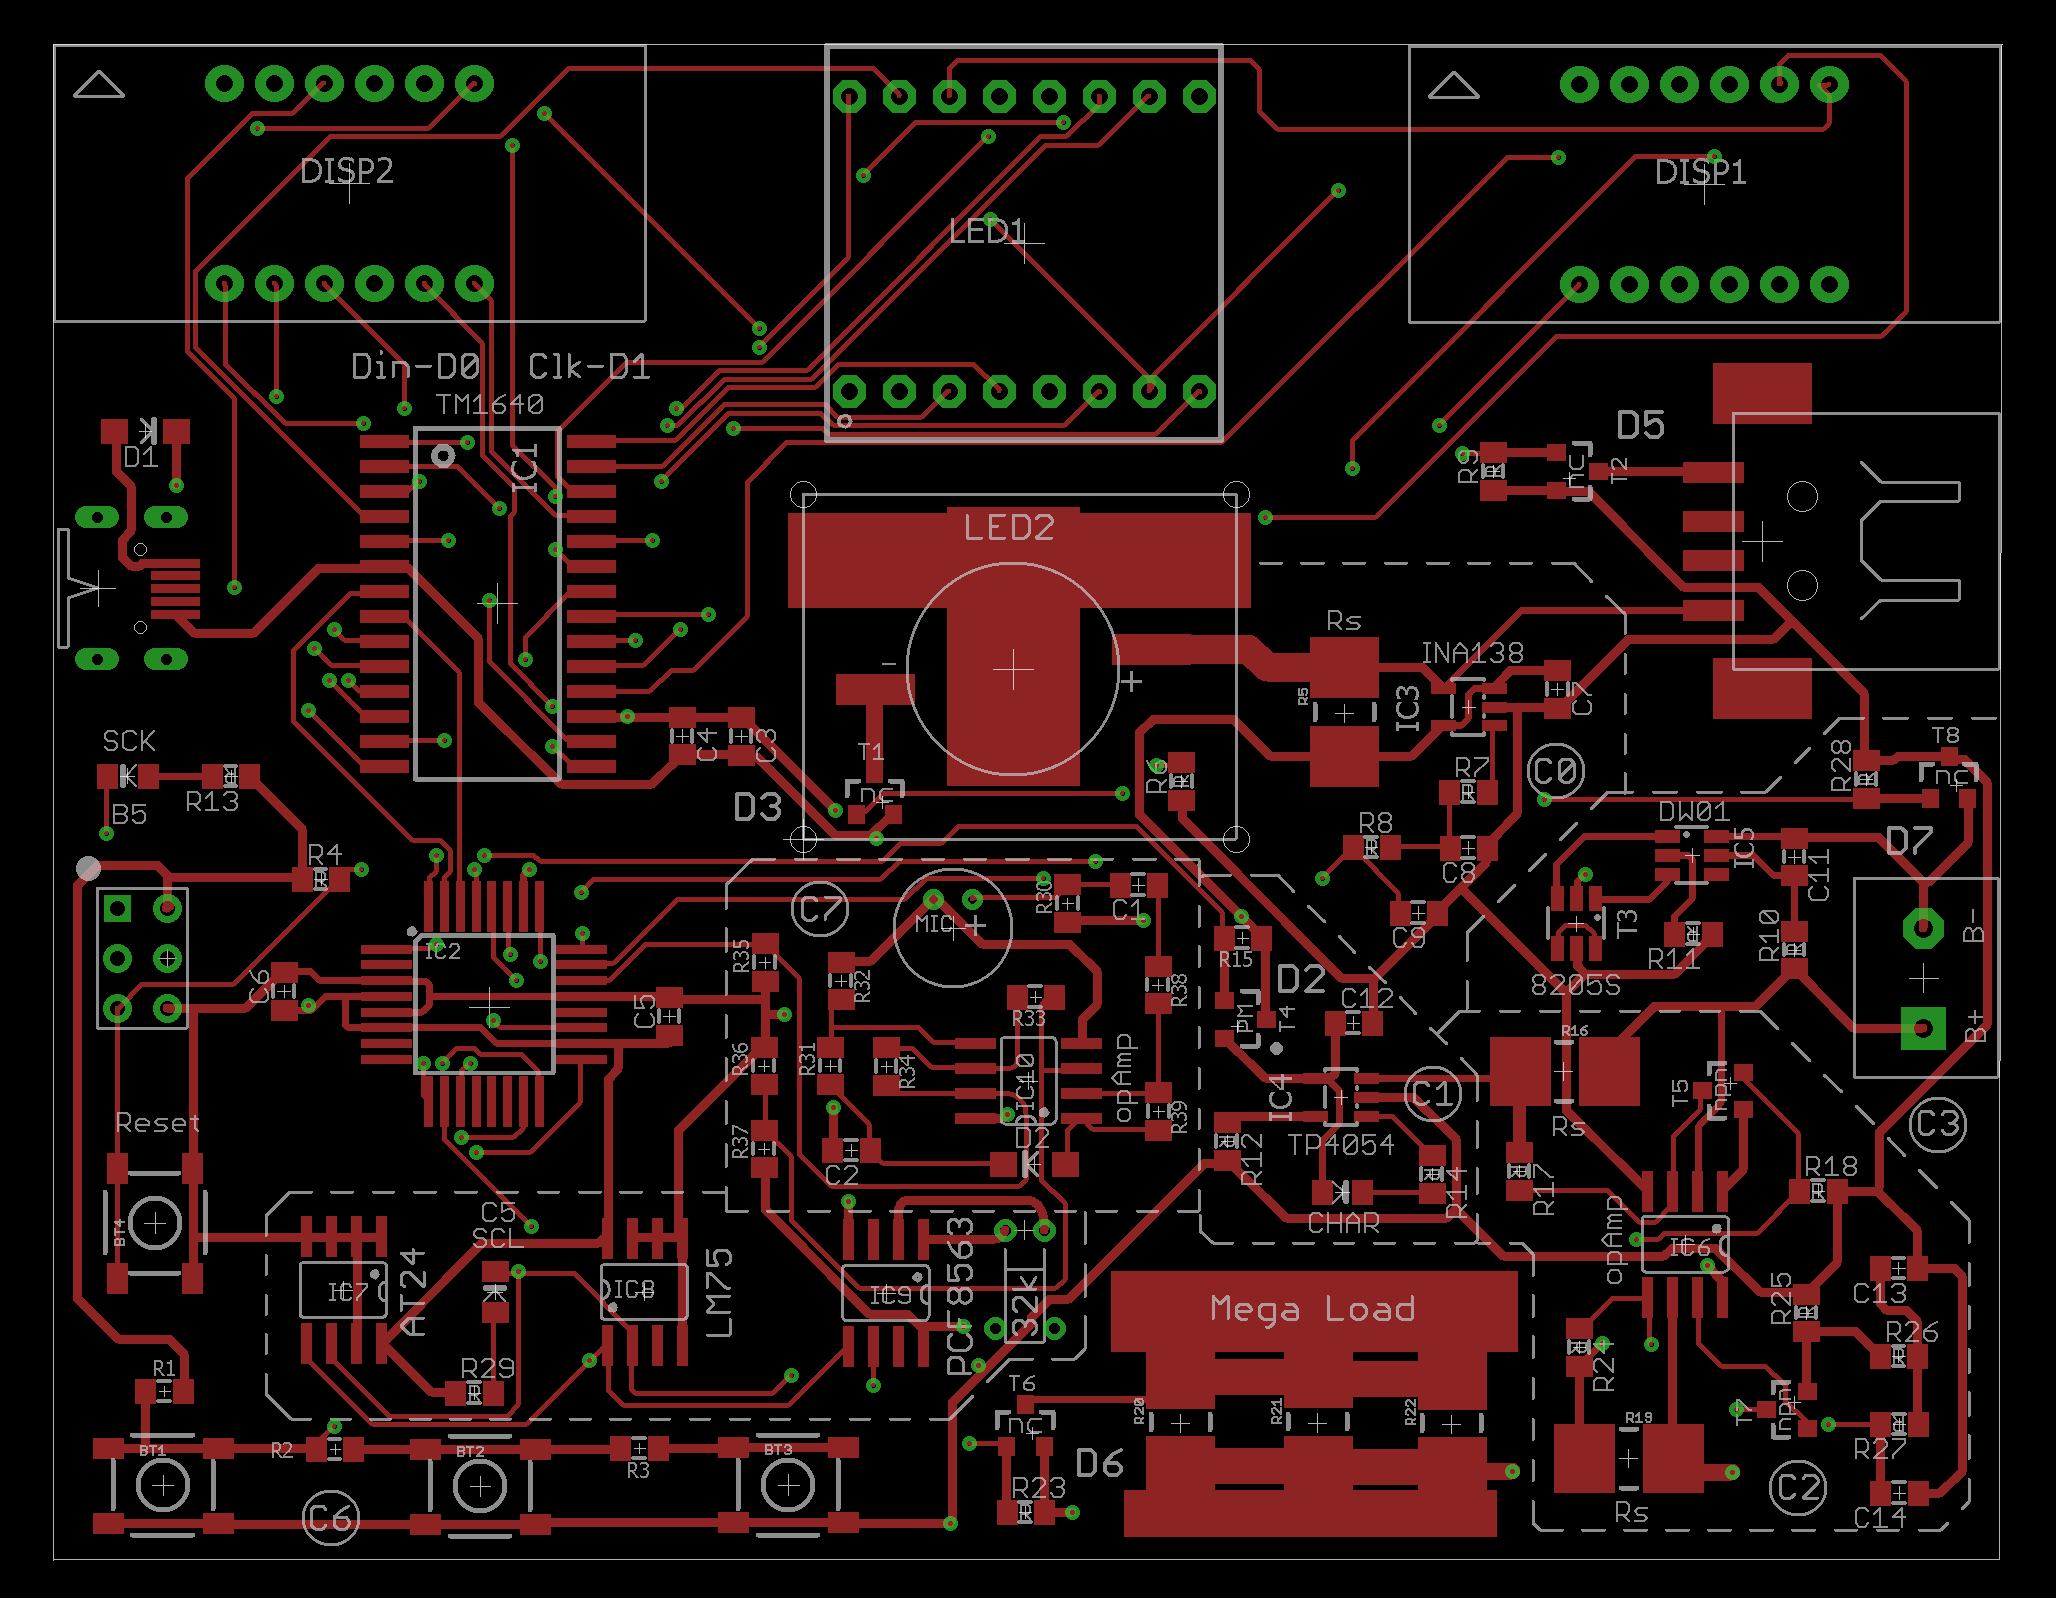 DISP2
LED1
DISP1
Din-D0 Clk-D1
TM1640
D1
IC1
D5
R9
T2
LED2
Rs
INA138
R5
IC3
C7
T1
C4
C3
D3
SCK
B5
R13
R4
R6
R7
C0
R8
C8
C9
T8
R28
nc
DW01
IC5
C11
D7
B-
B+
T3
8205S
R11
R10
C7
MIC
R30
C1
IC2
C6
C5
R35
R32
R33
R38
R15
D2
PM
T4
C12
R36
R31
R34
IC10
opAmp
R39
R37
C2
D2
IC4
C1
TP4054
R12
R14
CHAR
R16
Rs
R17
T5
npn
R18
C3
opAmp
IC6
Reset
BT4
C5
SCL
IC7
AT24
IC8
LM75
IC9
PCF8563
32k
R29
R1
Mega Load
R20
R21
R22
T6
nc
D6
R23
R25
C13
R26
R24
T7
npn
R27
R19
Rs
C2
C14
BT1
R2
BT2
R3
BT3
C6